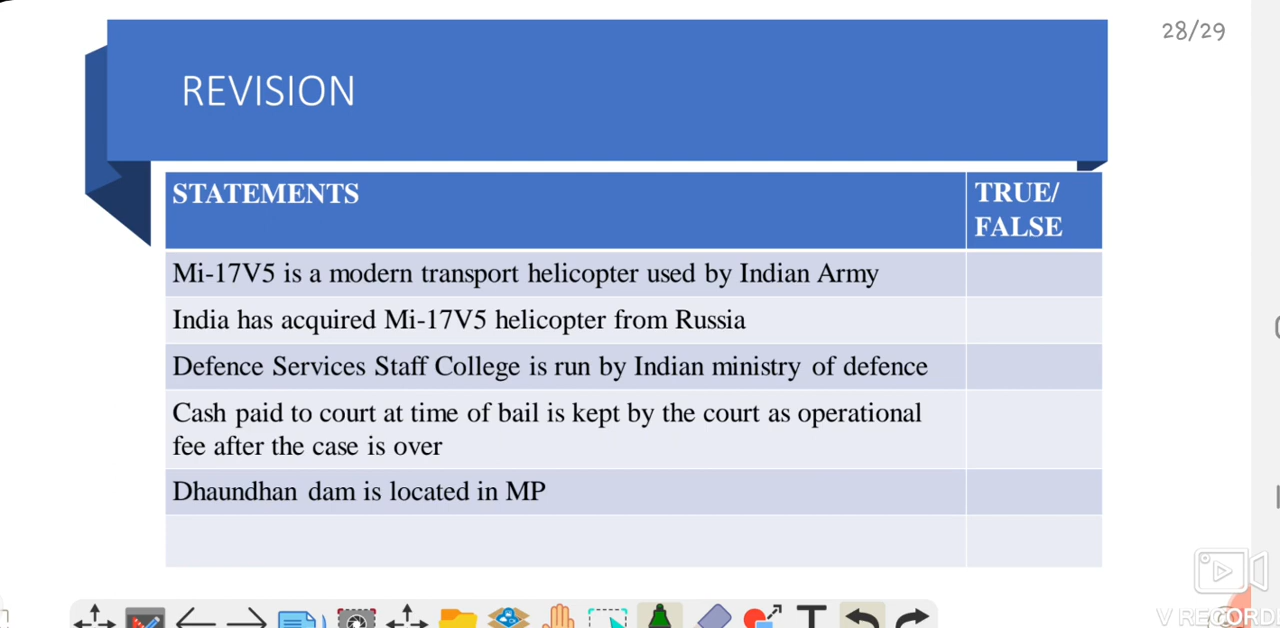 28/29
REVISION
STATEMENTS
TRUE/
FALSE
Mi-17V5 is a modern transport helicopter used by Indian Army
India has acquired Mi-17V5 helicopter from Russia
Defence Services Staff College is run by Indian ministry of defence
Cash paid to court at time of bail is kept by the court as operational
fee after the case is over
Dhaundhan dam is located in MP
T
V RECORD